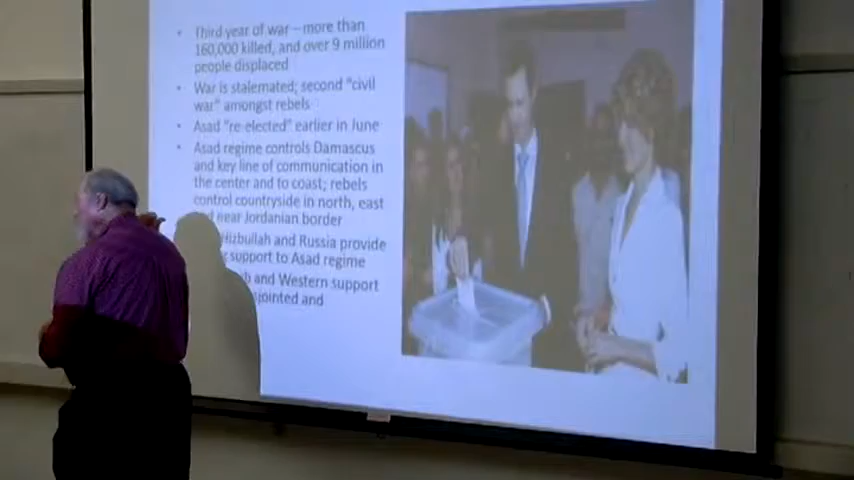 Third year of war – more than
160,000 killed, and over 9 million
people displaced
War is stalemated; second "civil
war" amongst rebels
Asad "re-elected" earlier in June
Asad regime controls Damascus
and key line of communication in
the center and to coast; rebels
control countryside in north, east
near Jordanian border
Hizbullah and Russia provide
support to Asad regime
and Western support
and